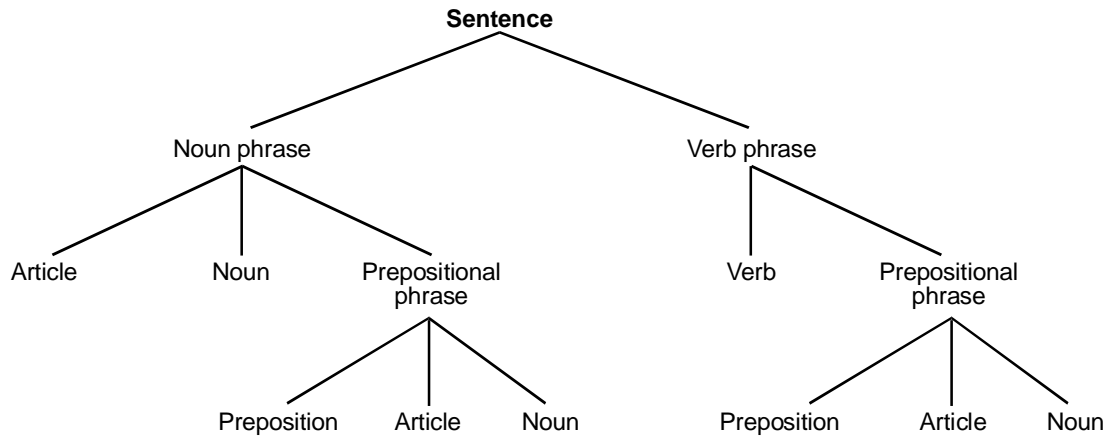 Sentence
Noun phrase Verb phrase
Article Noun Prepositional phrase Verb Prepositional phrase
Preposition Article Noun Preposition Article Noun